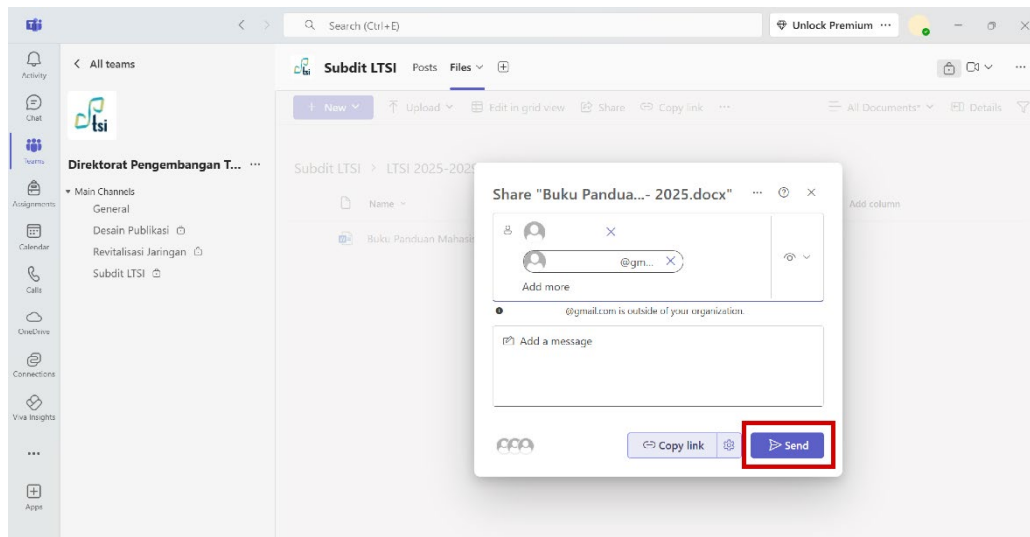 Search (Ctrl+E)
Unlock Premium ...
Activity
Chat
Teams
Assignments
Calendar
Calls
OneDrive
Connections
Viva Insights
...
Apps
All teams
tsi
Direktorat Pengembangan T... ...
Main Channels
General
Desain Publikasi
Revitalisasi Jaringan
Subdit LTSI
Subdit LTSI Posts Files
+ New Upload Edit in grid view Share Copy link ... All Documents* Details
Subdit LTSI > LTSI 2025-202
Name Add column
Buku Panduan Mahasi
Share "Buku Pandua...- 2025.docx" ...
@gm...
Add more
@gmail.com is outside of your organization.
Add a message
Copy link Send